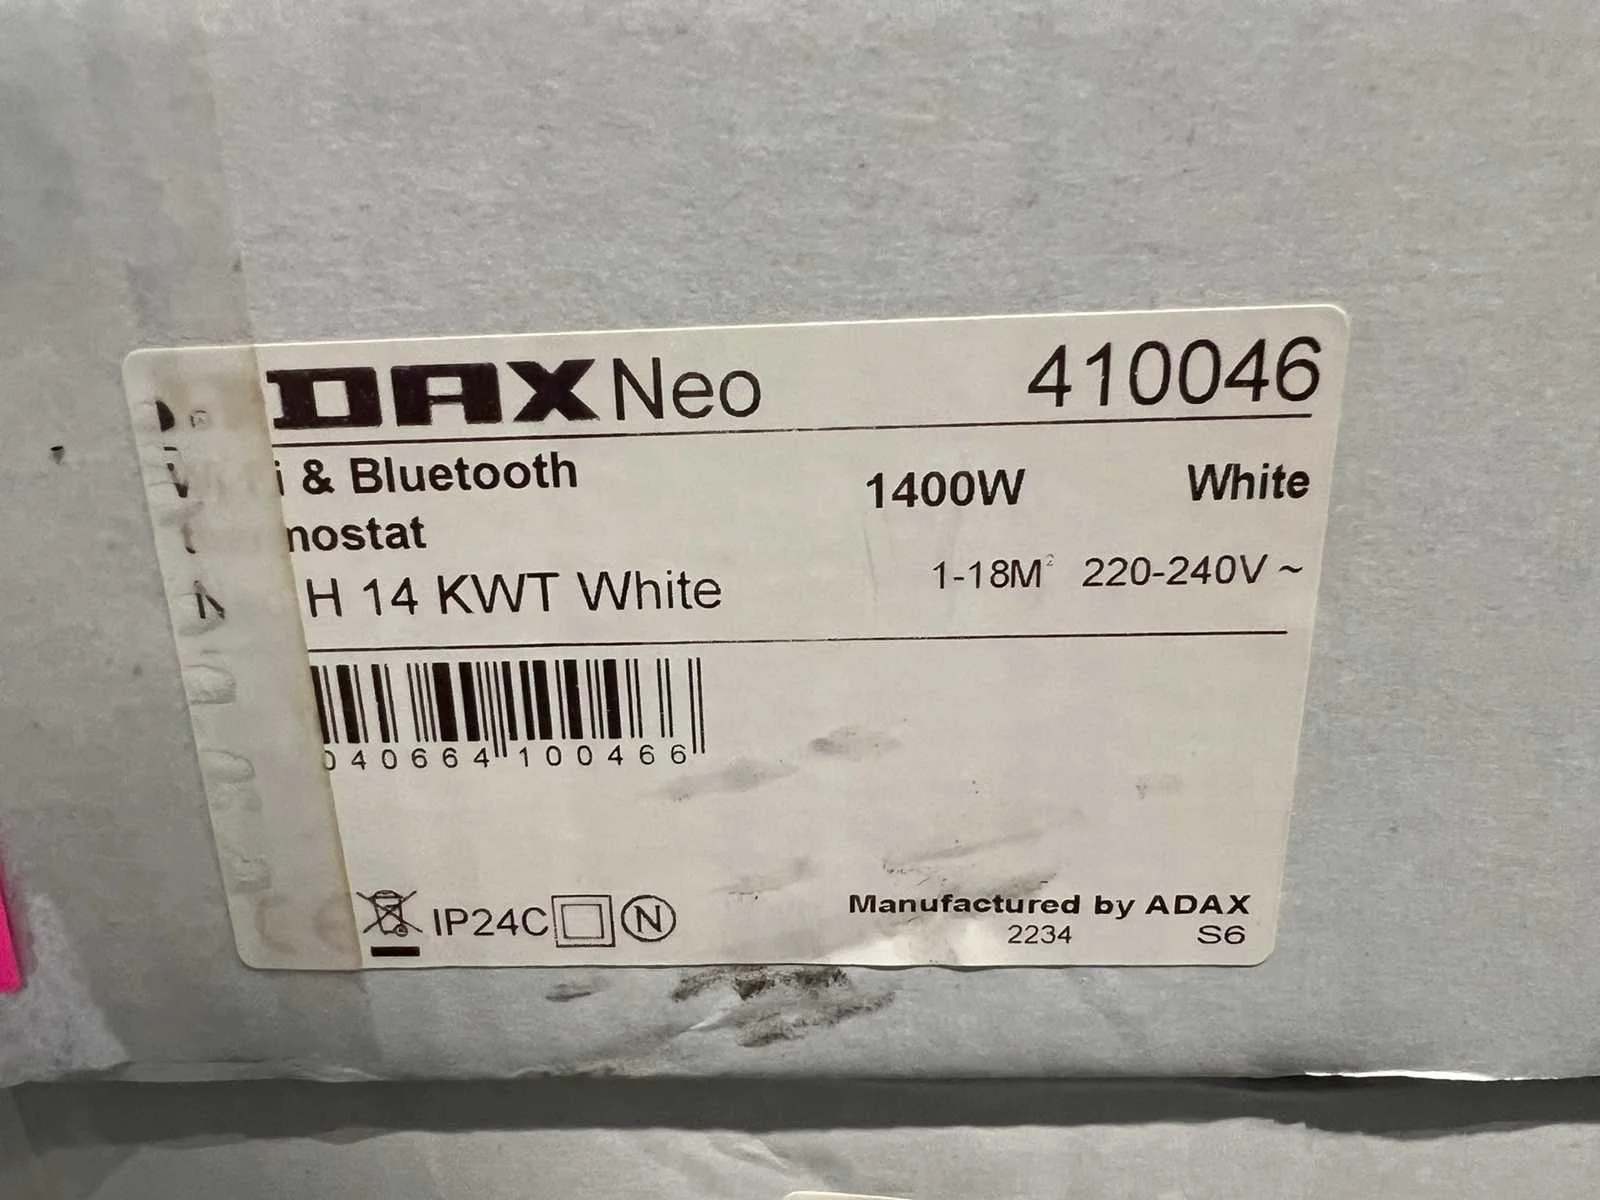 DAX Neo 410046
i & Bluetooth 1400W White
nostat
H 14 KWT White 1-18M² 220-240V ~
040664 100466
IP24C N
Manufactured by ADAX
2234 S6